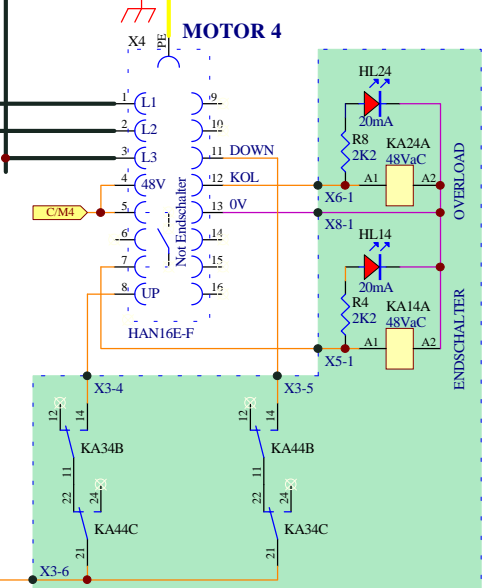 MOTOR 4
X4
PE
1 L1 9
2 L2 10
3 L3 11 DOWN
4 48V 12 KOL
C/M4 5 13 0V
6 14
7 15
8 UP 16
Not Endschalter
HAN16E-F
HL24
20mA
R8
2K2
KA24A
48VaC
A1 A2
X6-1
OVERLOAD
X8-1
HL14
20mA
R4
2K2
KA14A
48VaC
A1 A2
X5-1
ENDSCHALTER
X3-4 X3-5
12 14 12 14
KA34B KA44B
11 11
22 24 22 24
KA44C KA34C
21 21
X3-6